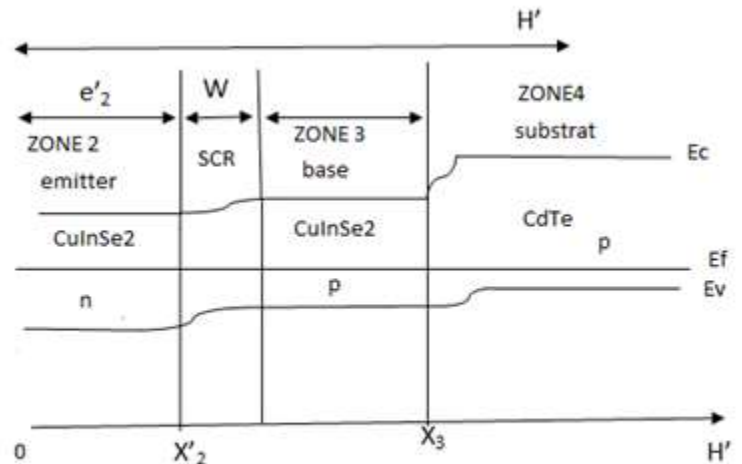 H'
e'2
W
ZONE 2
emitter
SCR
ZONE 3
base
ZONE4
substrat
Ec
CuInSe2
CuInSe2
CdTe
p
Ef
n
p
Ev
0
X'2
X3
H'